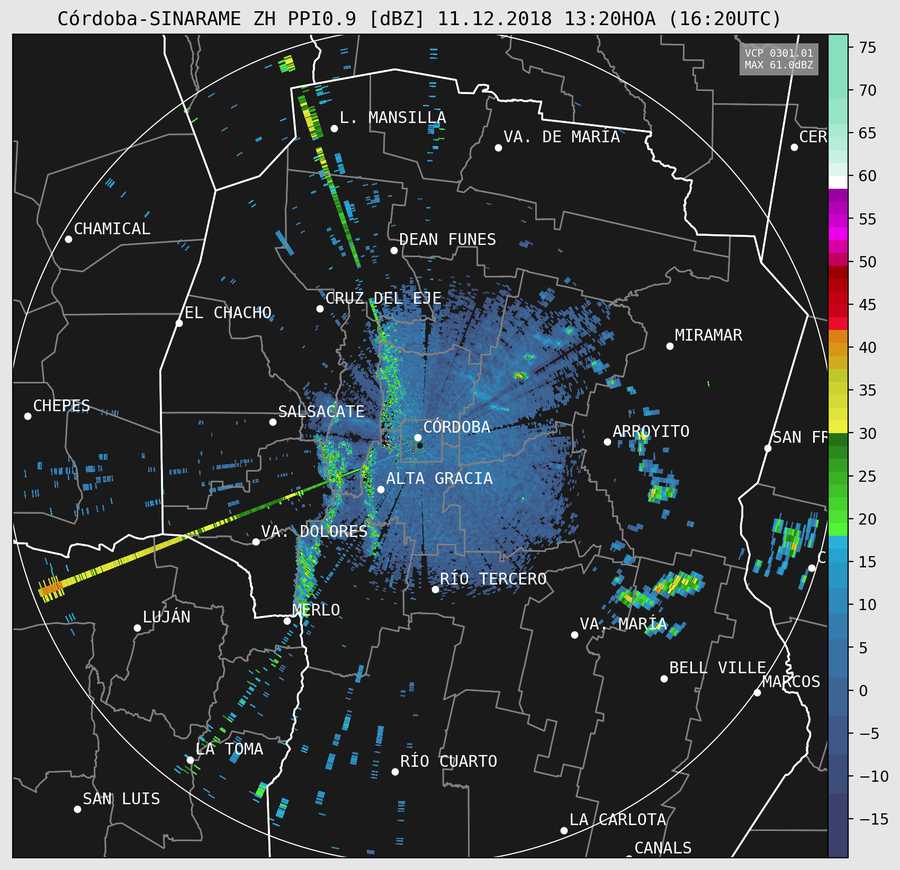 Córdoba-SINARAME ZH PPI0.9 [dBZ] 11.12.2018 13:20HOA (16:20UTC)
VCP 0301.01
MAX 61.0dBZ
75
70
65
60
55
50
45
40
35
30
25
20
15
10
5
0
−5
−10
−15
L. MANSILLA
VA. DE MARÍA
CER
CHAMICAL
DEAN FUNES
CRUZ DEL EJE
EL CHACHO
MIRAMAR
CHEPES
SALSACATE
CÓRDOBA
ARROYITO
SAN FR
ALTA GRACIA
VA. DOLORES
C
RÍO TERCERO
MERLO
LUJÁN
VA. MARÍA
BELL VILLE
MARCOS
LA TOMA
RÍO CUARTO
SAN LUIS
LA CARLOTA
CANALS